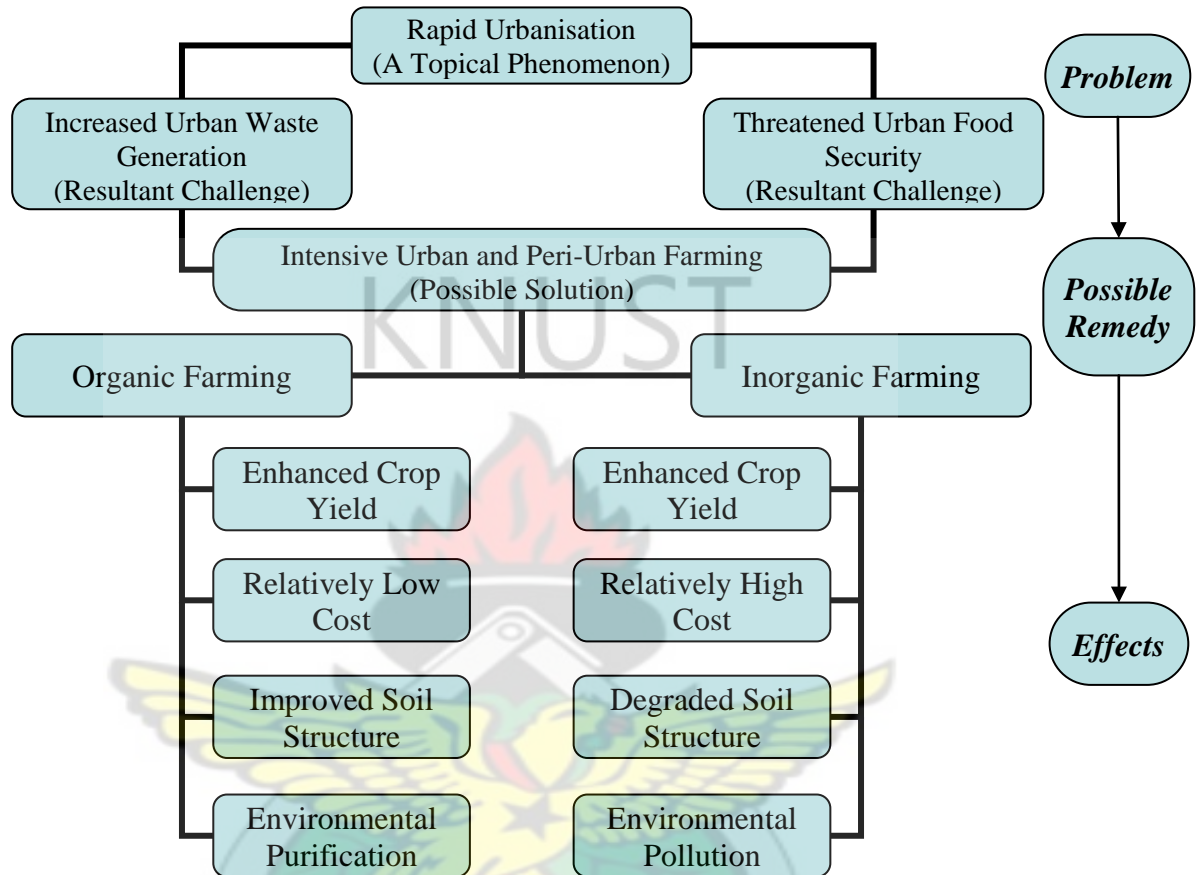 Rapid Urbanisation
(A Topical Phenomenon)
Increased Urban Waste
Generation
(Resultant Challenge)
Threatened Urban Food
Security
(Resultant Challenge)
Intensive Urban and Peri-Urban Farming
(Possible Solution)
KNUST
Organic Farming
Inorganic Farming
Enhanced Crop
Yield
Enhanced Crop
Yield
Relatively Low
Cost
Relatively High
Cost
Improved Soil
Structure
Degraded Soil
Structure
Environmental
Purification
Environmental
Pollution
Problem
Possible
Remedy
Effects